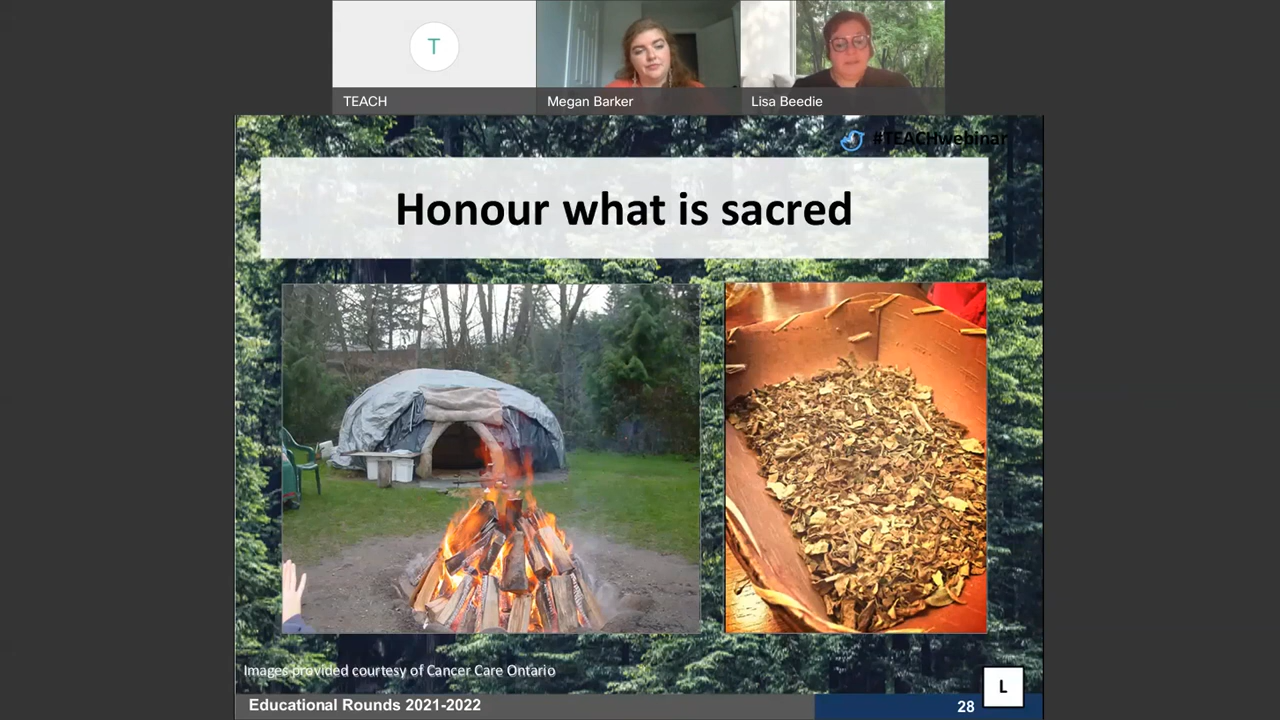 T
TEACH
Megan Barker
Lisa Beedie
#TEACHwebinar
Honour what is sacred
Images provided courtesy of Cancer Care Ontario
L
Educational Rounds 2021-2022
28